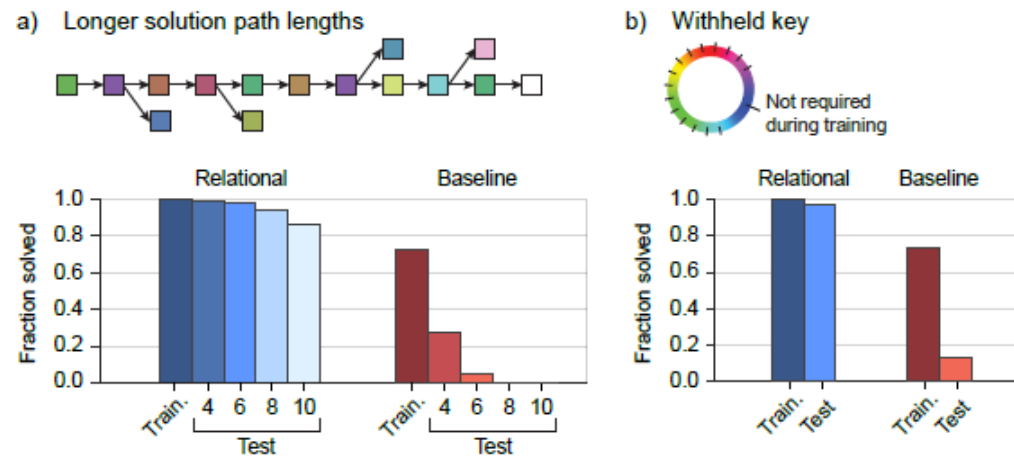 a) Longer solution path lengths
Relational Baseline
Fraction solved
1.0
0.8
0.6
0.4
0.2
0.0
Train. 4 6 8 10 Train. 4 6 8 10
Test Test
b) Withheld key
Not required
during training
Relational Baseline
Fraction solved
1.0
0.8
0.6
0.4
0.2
0.0
Train. Test Train. Test